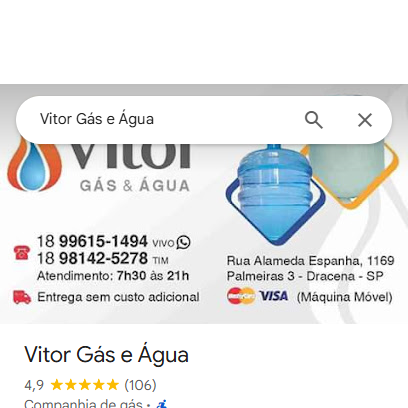 Vitor Gás e Água
Vitor
GÁS & ÁGUA
18 99615-1494 VIVO
18 98142-5278 TIM
Atendimento: 7h30 às 21h
Entrega sem custo adicional
Rua Alameda Espanha, 1169
Palmeiras 3 - Dracena - SP
MasterCard VISA (Máquina Móvel)
Vitor Gás e Água
4,9 ★★★★★ (106)
Companhia de gás ·